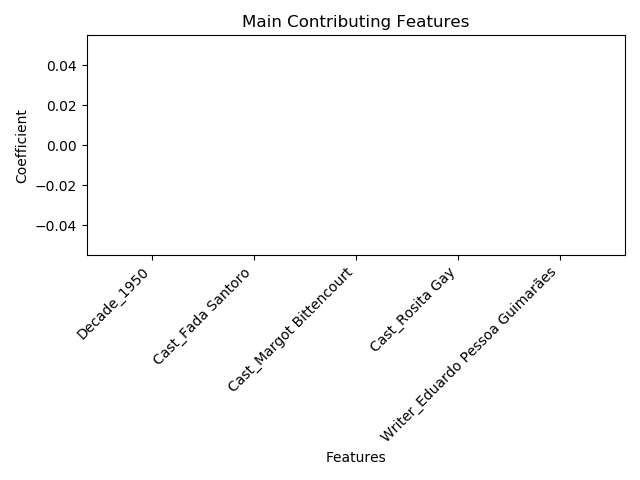 Main Contributing Features
Coefficient
0.04
0.02
0.00
−0.02
−0.04
Decade_1950
Cast_Fada Santoro
Cast_Margot Bittencourt
Cast_Rosita Gay
Writer_Eduardo Pessoa Guimarães
Features